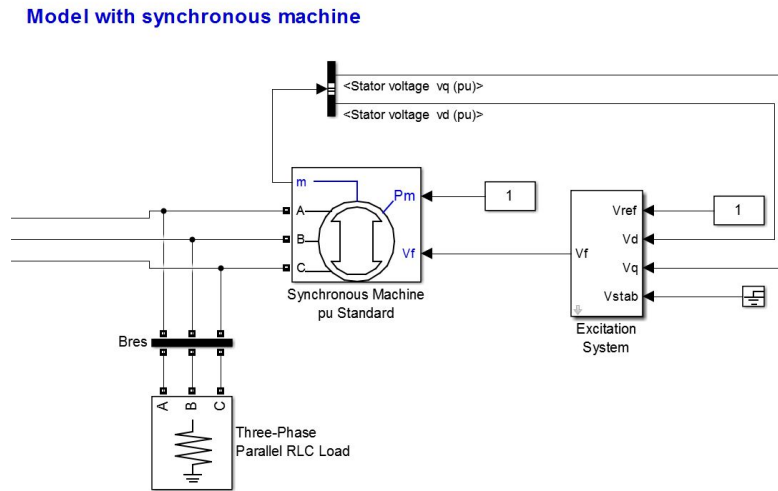 Model with synchronous machine
<Stator voltage vq (pu)>
<Stator voltage vd (pu)>
m
Pm
1
A
B
C
Vf
Synchronous Machine
pu Standard
Vref
1
Vd
Vf
Vq
Vstab
Excitation
System
Bres
A
B
C
Three-Phase
Parallel RLC Load